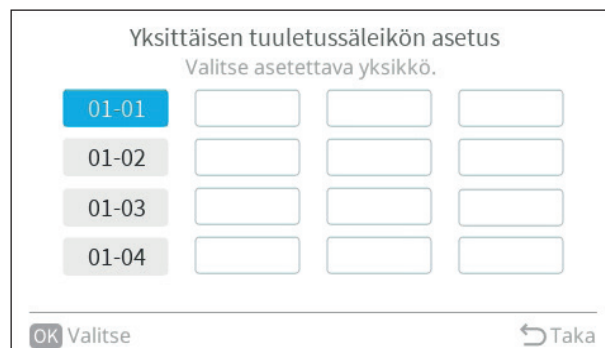 Yksittäisen tuuletussäleikön asetus
Valitse asetettava yksikkö.
01-01
01-02
01-03
01-04
OK Valitse
Taka